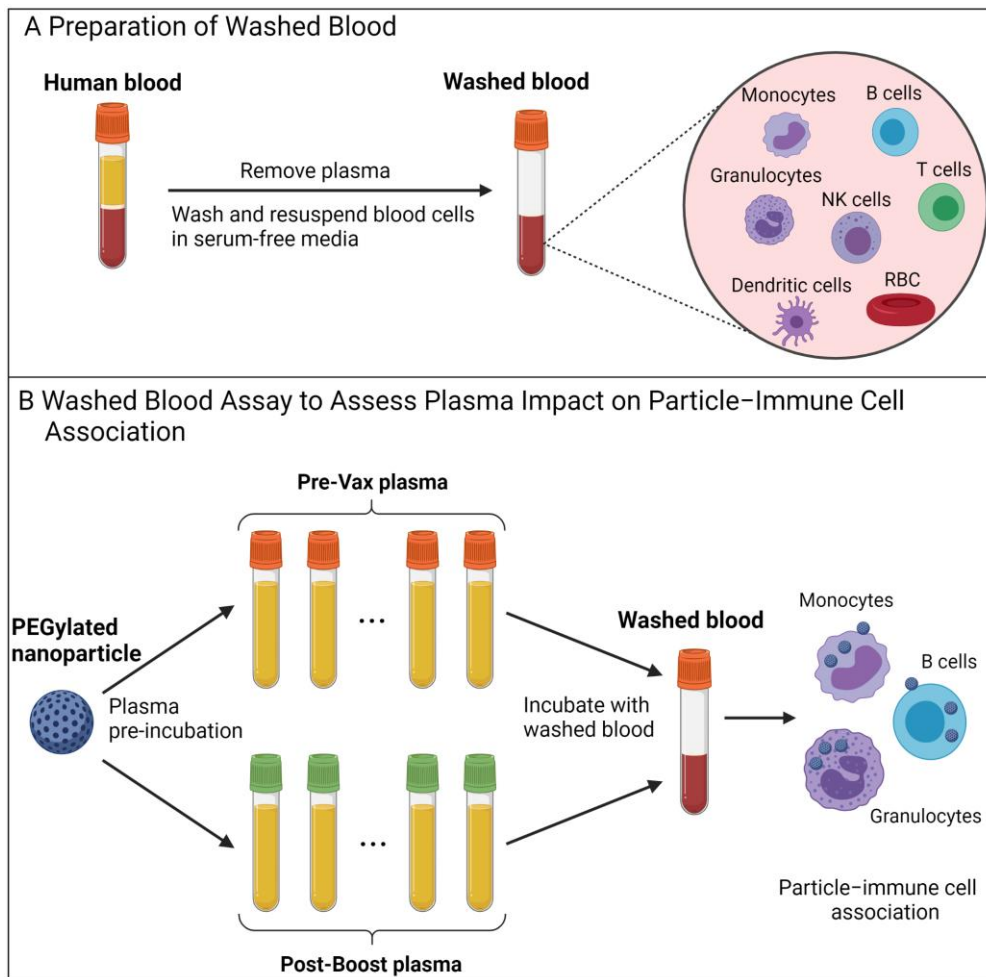 A Preparation of Washed Blood
Human blood
Washed blood
Remove plasma
Wash and resuspend blood cells
in serum-free media
Monocytes
B cells
Granulocytes
T cells
NK cells
Dendritic cells
RBC
B Washed Blood Assay to Assess Plasma Impact on Particle–Immune Cell
Association
Pre-Vax plasma
PEGylated
nanoparticle
Plasma
pre-incubation
...
Washed blood
Incubate with
washed blood
Monocytes
B cells
Granulocytes
...
Particle–immune cell
association
Post-Boost plasma